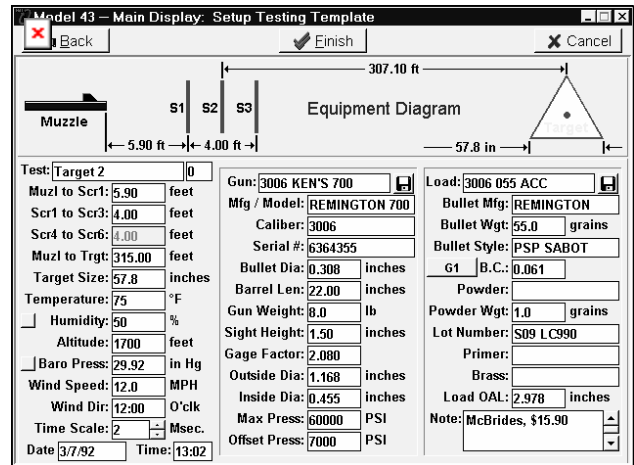 Model 43 — Main Display: Setup Testing Template
Back
Finish
Cancel
307.10 ft
S1 S2 S3
Equipment Diagram
Muzzle
Target
5.90 ft
4.00 ft
57.8 in
Test: Target 2 0
Muzl to Scr1: 5.90 feet
Scr1 to Scr3: 4.00 feet
Scr4 to Scr6: 4.00 feet
Muzl to Trgt: 315.00 feet
Target Size: 57.8 inches
Temperature: 75 °F
Humidity: 50 %
Altitude: 1700 feet
Baro Press: 29.92 in Hg
Wind Speed: 12.0 MPH
Wind Dir: 12:00 O'clk
Time Scale: 2 Msec.
Date 3/7/92 Time: 13:02
Gun: 3006 KEN'S 700
Mfg / Model: REMINGTON 700
Caliber: 3006
Serial #: 6364355
Bullet Dia: 0.308 inches
Barrel Len: 22.00 inches
Gun Weight: 8.0 lb
Sight Height: 1.50 inches
Gage Factor: 2.080
Outside Dia: 1.168 inches
Inside Dia: 0.455 inches
Max Press: 60000 PSI
Offset Press: 7000 PSI
Load: 3006 055 ACC
Bullet Mfg: REMINGTON
Bullet Wgt: 55.0 grains
Bullet Style: PSP SABOT
G1 B.C.: 0.061
Powder:
Powder Wgt: 1.0 grains
Lot Number: S09 LC990
Primer:
Brass:
Load OAL: 2.978 inches
Note: McBrides, $15.90